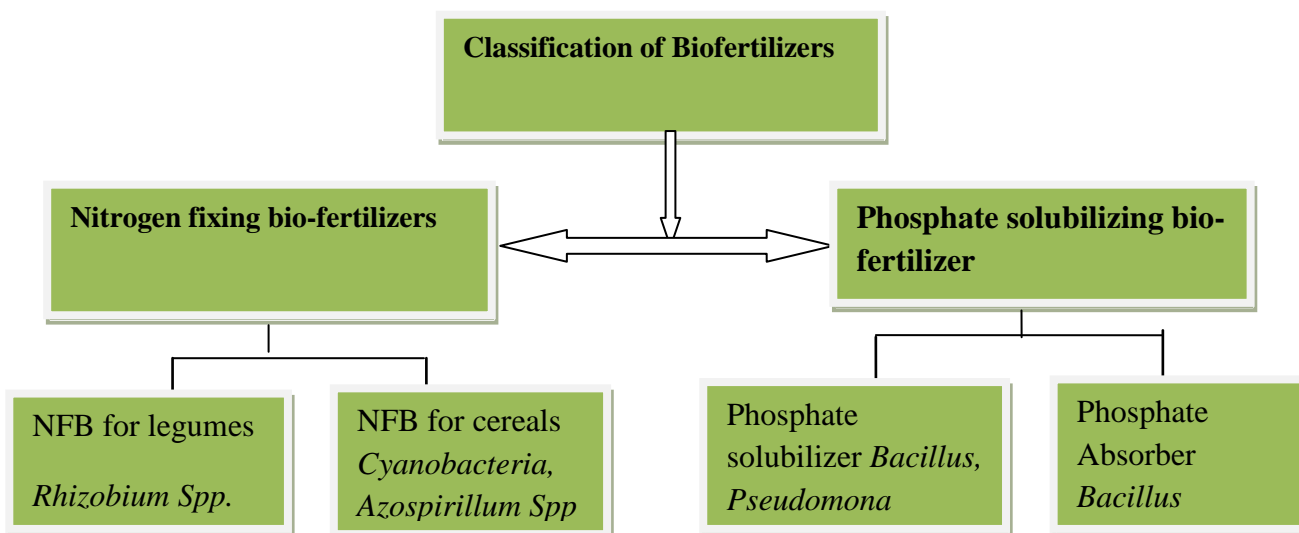 Classification of Biofertilizers
Nitrogen fixing bio-fertilizers
Phosphate solubilizing bio-
fertilizer
NFB for legumes
Rhizobium Spp.
NFB for cereals
Cyanobacteria,
Azospirillum Spp
Phosphate
solubilizer Bacillus,
Pseudomona
Phosphate
Absorber
Bacillus